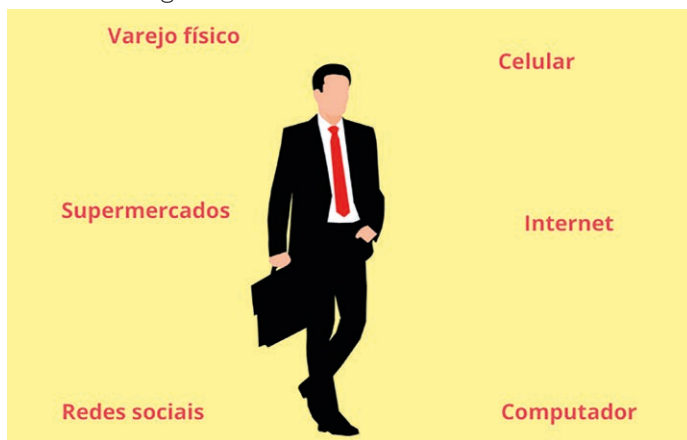 Varejo físico
Celular
Supermercados
Internet
Redes sociais
Computador